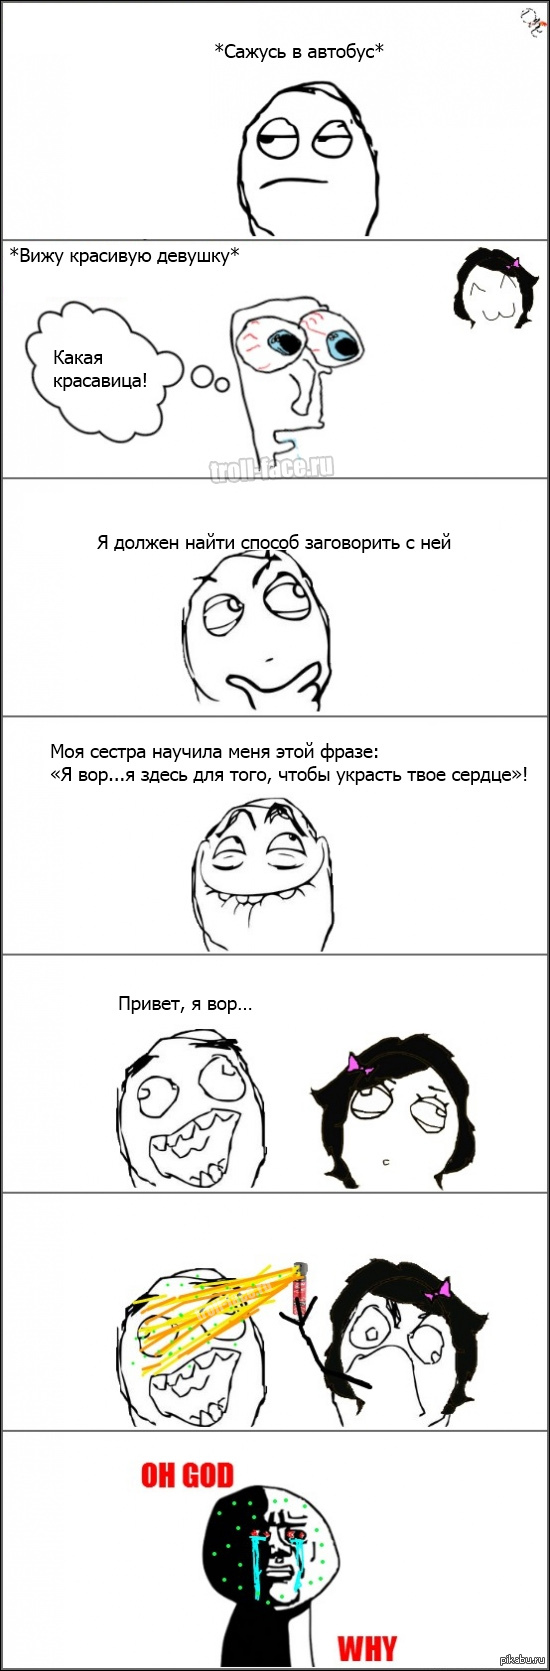 *Сажусь в автобус*
*Вижу красивую девушку*
Какая
красавица!
troll-face.ru
Я должен найти способ заговорить с ней
Моя сестра научила меня этой фразе:
«Я вор...я здесь для того, чтобы украсть твое сердце»!
Привет, я вор...
OH GOD
WHY
pikabu.ru